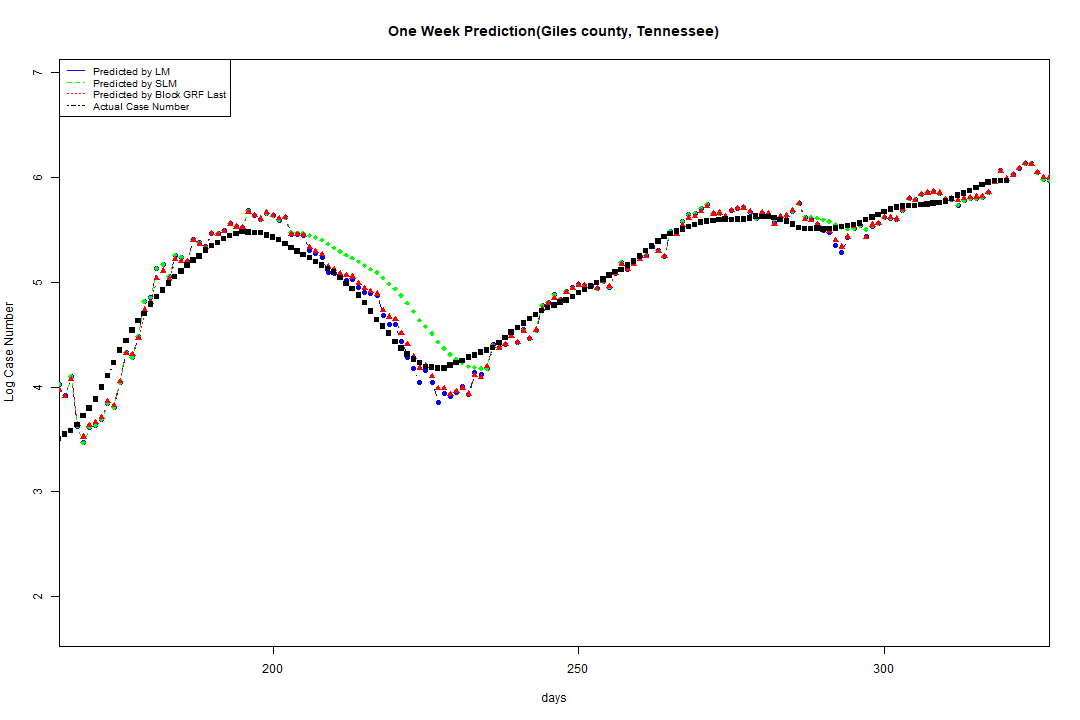 One Week Prediction(Giles county, Tennessee)
Predicted by LM
Predicted by SLM
Predicted by Block GRF Last
Actual Case Number
7
6
5
4
3
2
Log Case Number
200 250 300
days